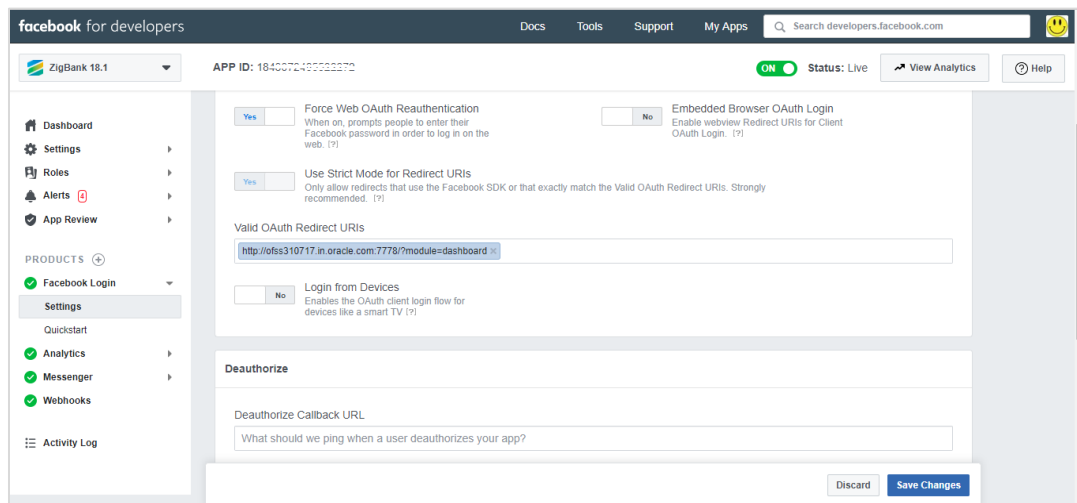 facebook for developers
Docs Tools Support My Apps Search developers.facebook.com
ZigBank 18.1
APP ID:
ON Status: Live View Analytics Help
Dashboard
Settings
Roles
Alerts 4
App Review
PRODUCTS
Facebook Login
Settings
Quickstart
Analytics
Messenger
Webhooks
Activity Log
Yes
Force Web OAuth Reauthentication
When on, prompts people to enter their
Facebook password in order to log in on the
web. [?]
No
Embedded Browser OAuth Login
Enable webview Redirect URIs for Client
OAuth Login. [?]
Yes
Use Strict Mode for Redirect URIs
Only allow redirects that use the Facebook SDK or that exactly match the Valid OAuth Redirect URIs. Strongly
recommended. [?]
Valid OAuth Redirect URIs
http://ofss310717.in.oracle.com:7778/?module=dashboard ×
No
Login from Devices
Enables the OAuth client login flow for
devices like a smart TV [?]
Deauthorize
Deauthorize Callback URL
What should we ping when a user deauthorizes your app?
Discard Save Changes